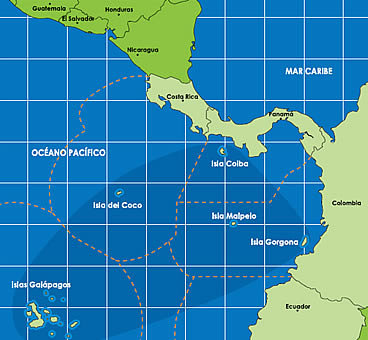 Guatemala
Honduras
El Salvador
Nicaragua
MAR CARIBE
Costa Rica
Panamá
OCÉANO PACÍFICO
Isla Coiba
Isla del Coco
Colombia
Isla Malpelo
Isla Gorgona
Islas Galápagos
Ecuador